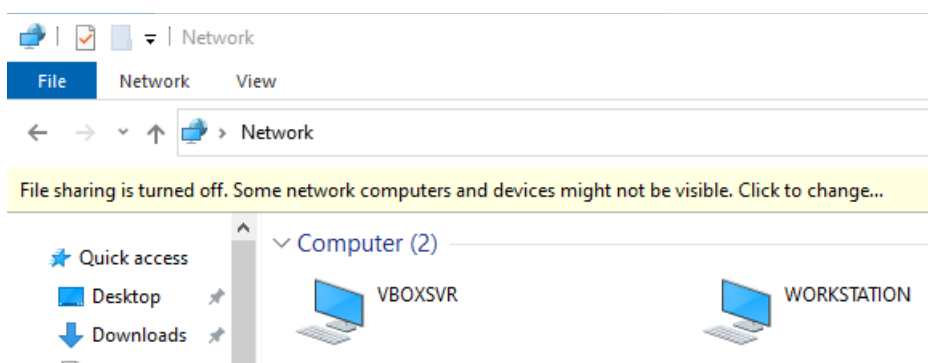 Network
File Network View
Network
File sharing is turned off. Some network computers and devices might not be visible. Click to change...
Quick access
Desktop
Downloads
Computer (2)
VBOXSVR
WORKSTATION